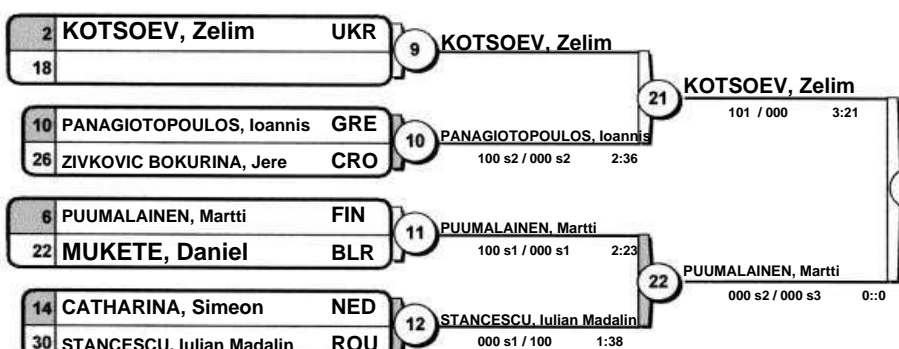 2 KOTSOEV, Zelim UKR
18
9
KOTSOEV, Zelim
10 PANAGIOTOPOULOS, Ioannis GRE
26 ZIVKOVIC BOKURINA, Jere CRO
10
PANAGIOTOPOULOS, Ioannis
100 s2 / 000 s2 2:36
21
KOTSOEV, Zelim
101 / 000 3:21
6 PUUMALAINEN, Martti FIN
22 MUKETE, Daniel BLR
11
PUUMALAINEN, Martti
100 s1 / 000 s1 2:23
22
PUUMALAINEN, Martti
000 s2 / 000 s3 0::0
14 CATHARINA, Simeon NED
30 STANCESCU, Iulian Madalin ROU
12
STANCESCU, Iulian Madalin
000 s1 / 100 1:38